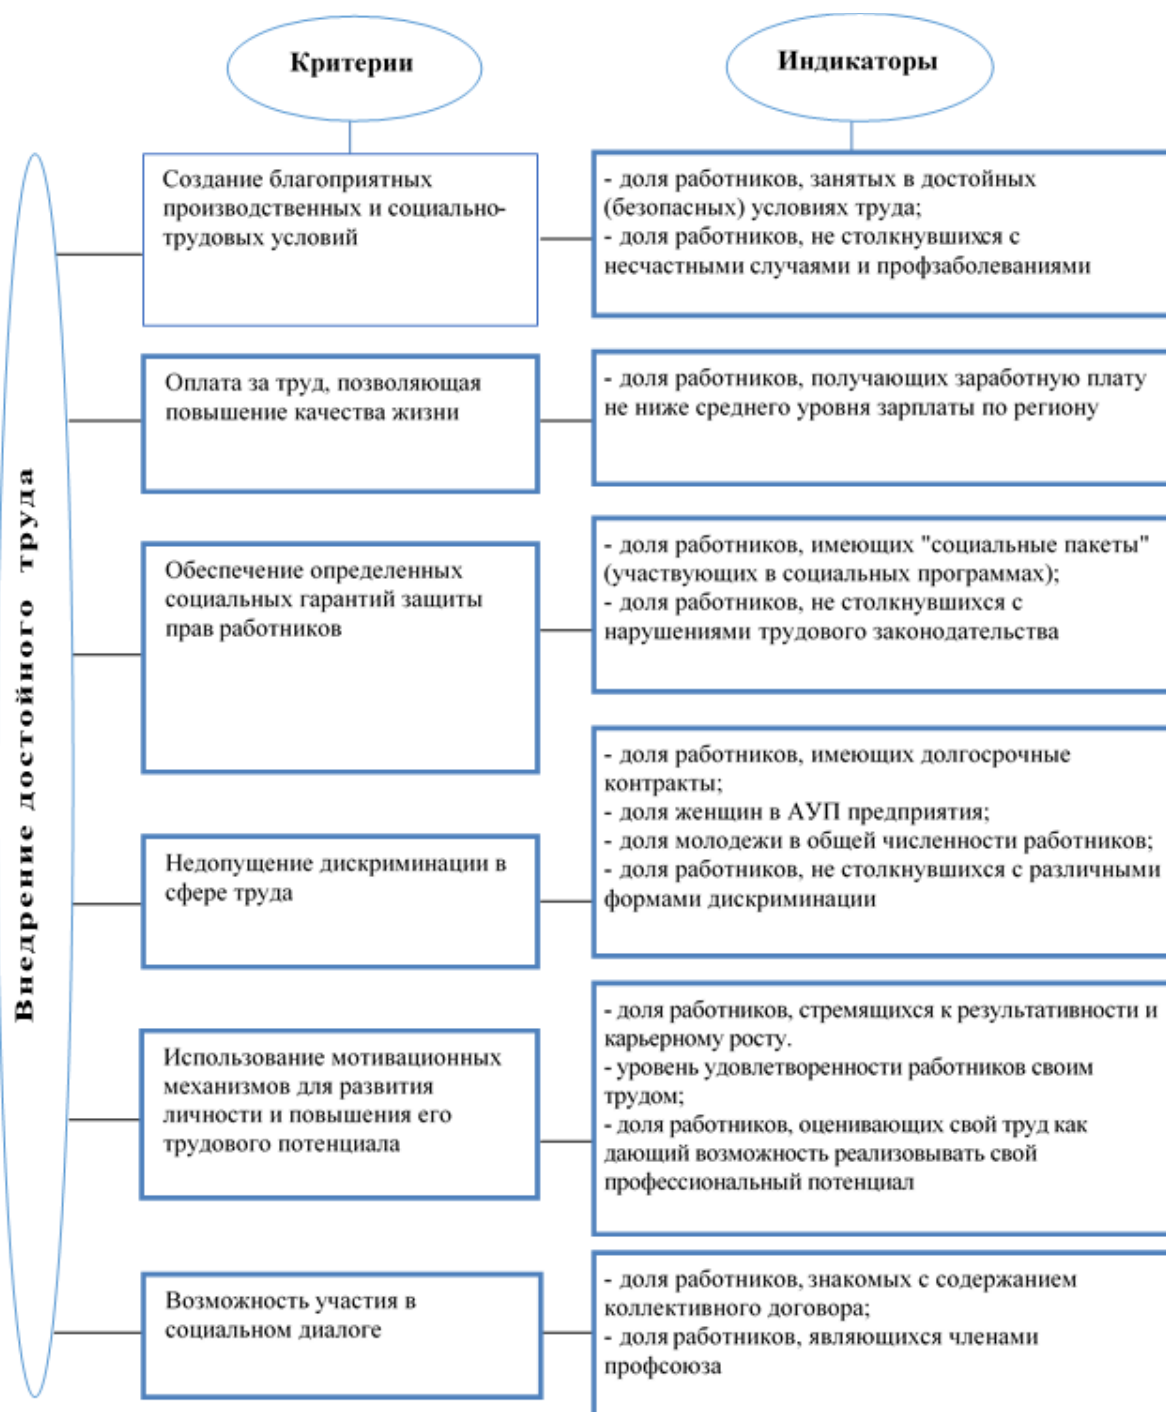 Критерии
Индикаторы
Внедрение достойного труда
Создание благоприятных
производственных и социально-
трудовых условий
- доля работников, занятых в достойных
(безопасных) условиях труда;
- доля работников, не столкнувшихся с
несчастными случаями и профзаболеваниями
Оплата за труд, позволяющая
повышение качества жизни
- доля работников, получающих заработную плату
не ниже среднего уровня зарплаты по региону
Обеспечение определенных
социальных гарантий защиты
прав работников
- доля работников, имеющих "социальные пакеты"
(участвующих в социальных программах);
- доля работников, не столкнувшихся с
нарушениями трудового законодательства
Недопущение дискриминации в
сфере труда
- доля работников, имеющих долгосрочные
контракты;
- доля женщин в АУП предприятия;
- доля молодежи в общей численности работников;
- доля работников, не столкнувшихся с различными
формами дискриминации
Использование мотивационных
механизмов для развития
личности и повышения его
трудового потенциала
- доля работников, стремящихся к результативности и
карьерному росту.
- уровень удовлетворенности работников своим
трудом;
- доля работников, оценивающих свой труд как
дающий возможность реализовывать свой
профессиональный потенциал
Возможность участия в
социальном диалоге
- доля работников, знакомых с содержанием
коллективного договора;
- доля работников, являющихся членами
профсоюза